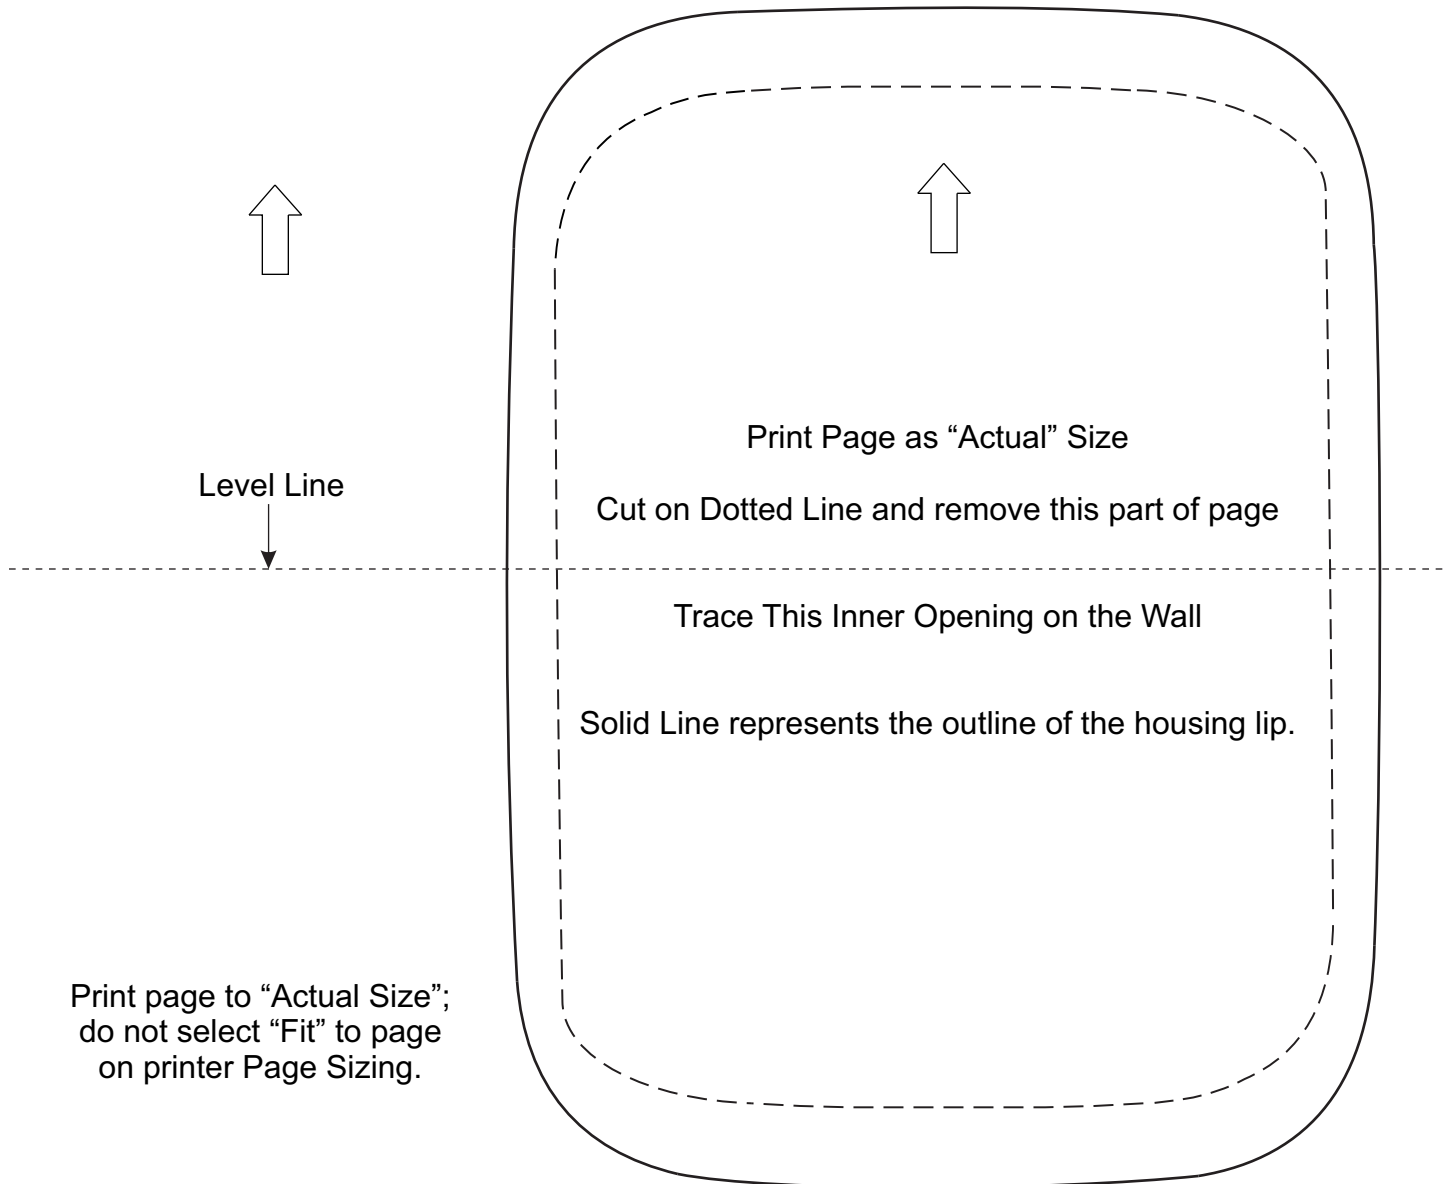 Print Page as “Actual” Size
Level Line
Cut on Dotted Line and remove this part of page
Trace This Inner Opening on the Wall
Solid Line represents the outline of the housing lip.
Print page to “Actual Size”;
do not select “Fit” to page
on printer Page Sizing.